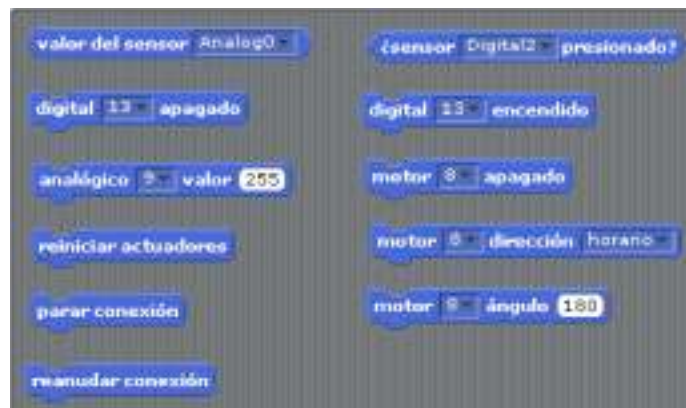 valor del sensor Analog0
¿sensor Digital2 presionado?
digital 13 apagado
digital 13 encendido
analógico 9 valor 255
motor 8 apagado
reiniciar actuadores
motor 8 dirección horario
parar conexión
motor 8 ángulo 180
reanudar conexión